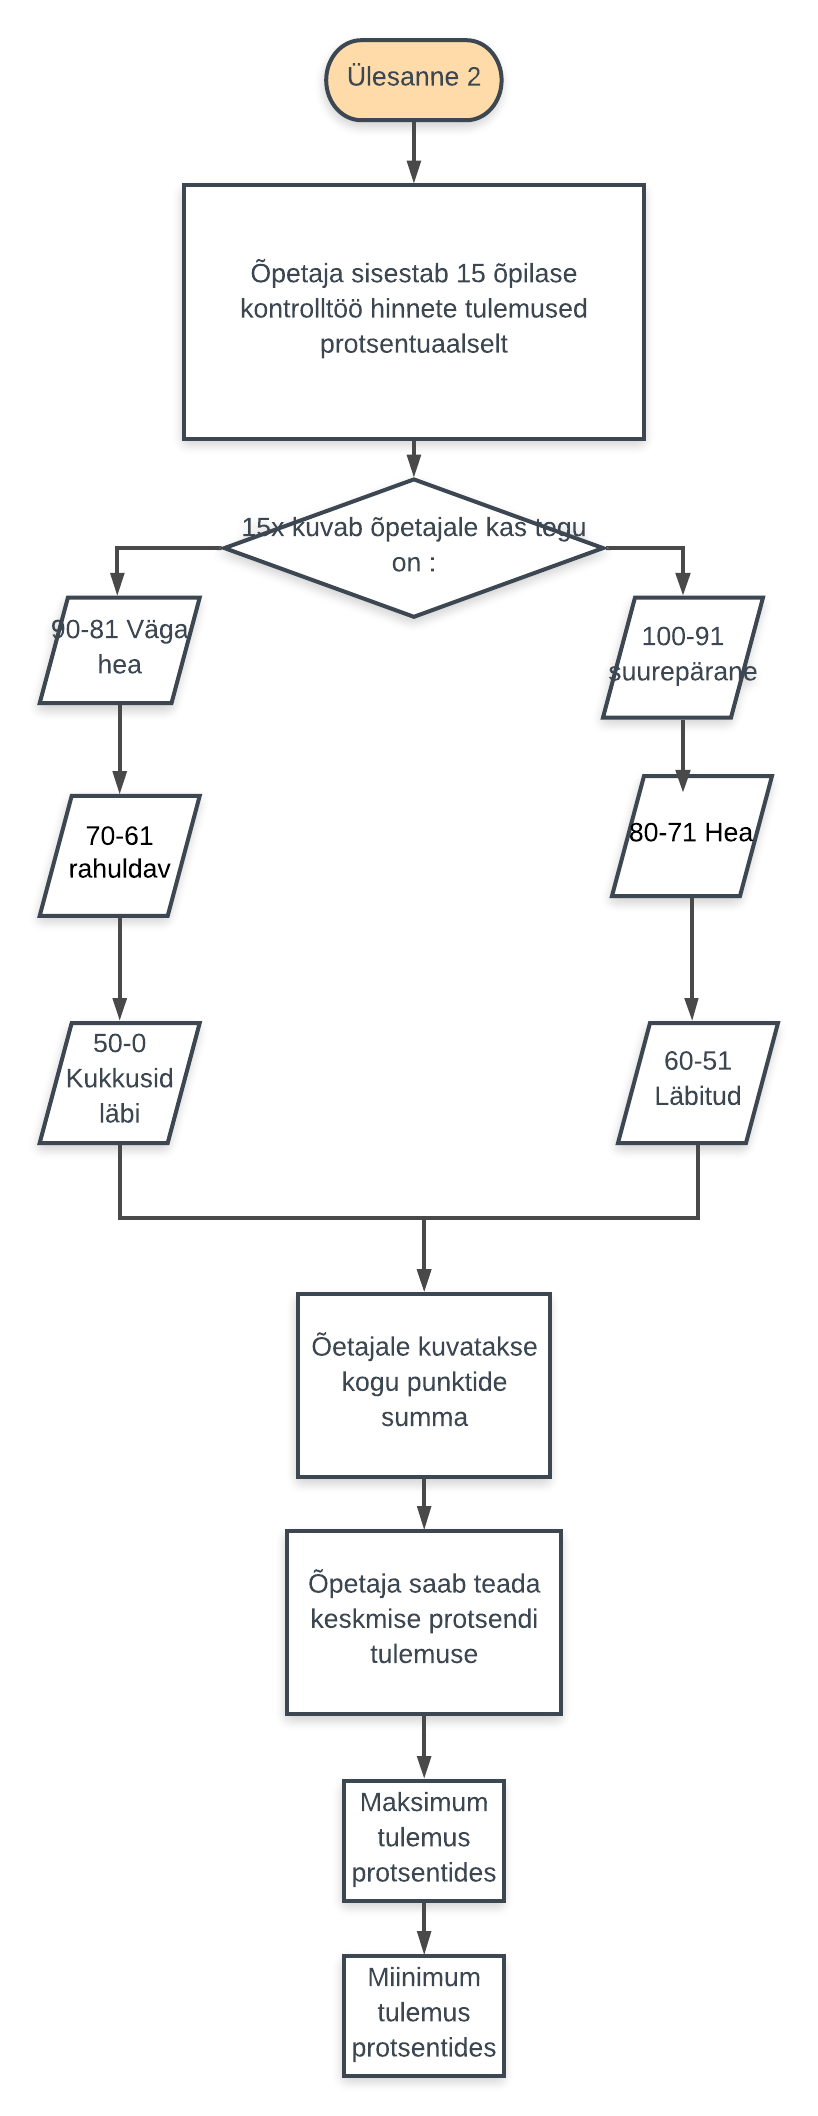 Ülesanne 2
Õpetaja sisestab 15 õpilase
kontrolltöö hinnete tulemused
protsentuaalselt
15x kuvab õpetajale kas tegu
on :
90-81 Väga
hea
100-91
suurepärane
70-61
rahuldav
80-71 Hea
50-0
Kukkusid
läbi
60-51
Läbitud
Õetajale kuvatakse
kogu punktide
summa
Õpetaja saab teada
keskmise protsendi
tulemuse
Maksimum
tulemus
protsentides
Miinimum
tulemus
protsentides